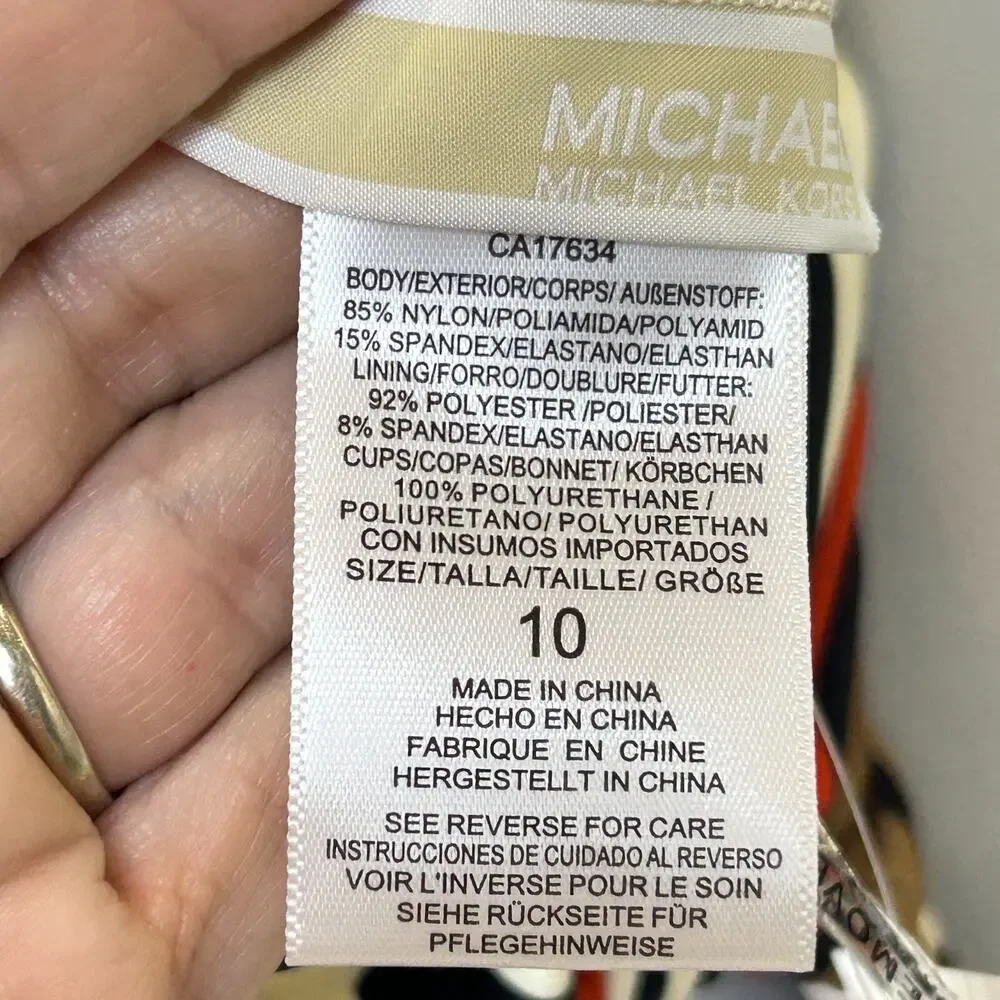 MICHAE
MICHAEL KORS
CA17634
BODY/EXTERIOR/CORPS/ AUßENSTOFF:
85% NYLON/POLIAMIDA/POLYAMID
15% SPANDEX/ELASTANO/ELASTHAN
LINING/FORRO/DOUBLURE/FUTTER:
92% POLYESTER /POLIESTER/
8% SPANDEX/ELASTANO/ELASTHAN
CUPS/COPAS/BONNET/ KÖRBCHEN
100% POLYURETHANE /
POLIURETANO/ POLYURETHAN
CON INSUMOS IMPORTADOS
SIZE/TALLA/TAILLE/ GRÖßE
10
MADE IN CHINA
HECHO EN CHINA
FABRIQUE EN CHINE
HERGESTELLT IN CHINA
SEE REVERSE FOR CARE
INSTRUCCIONES DE CUIDADO AL REVERSO
VOIR L'INVERSE POUR LE SOIN
SIEHE RÜCKSEITE FÜR
PFLEGEHINWEISE